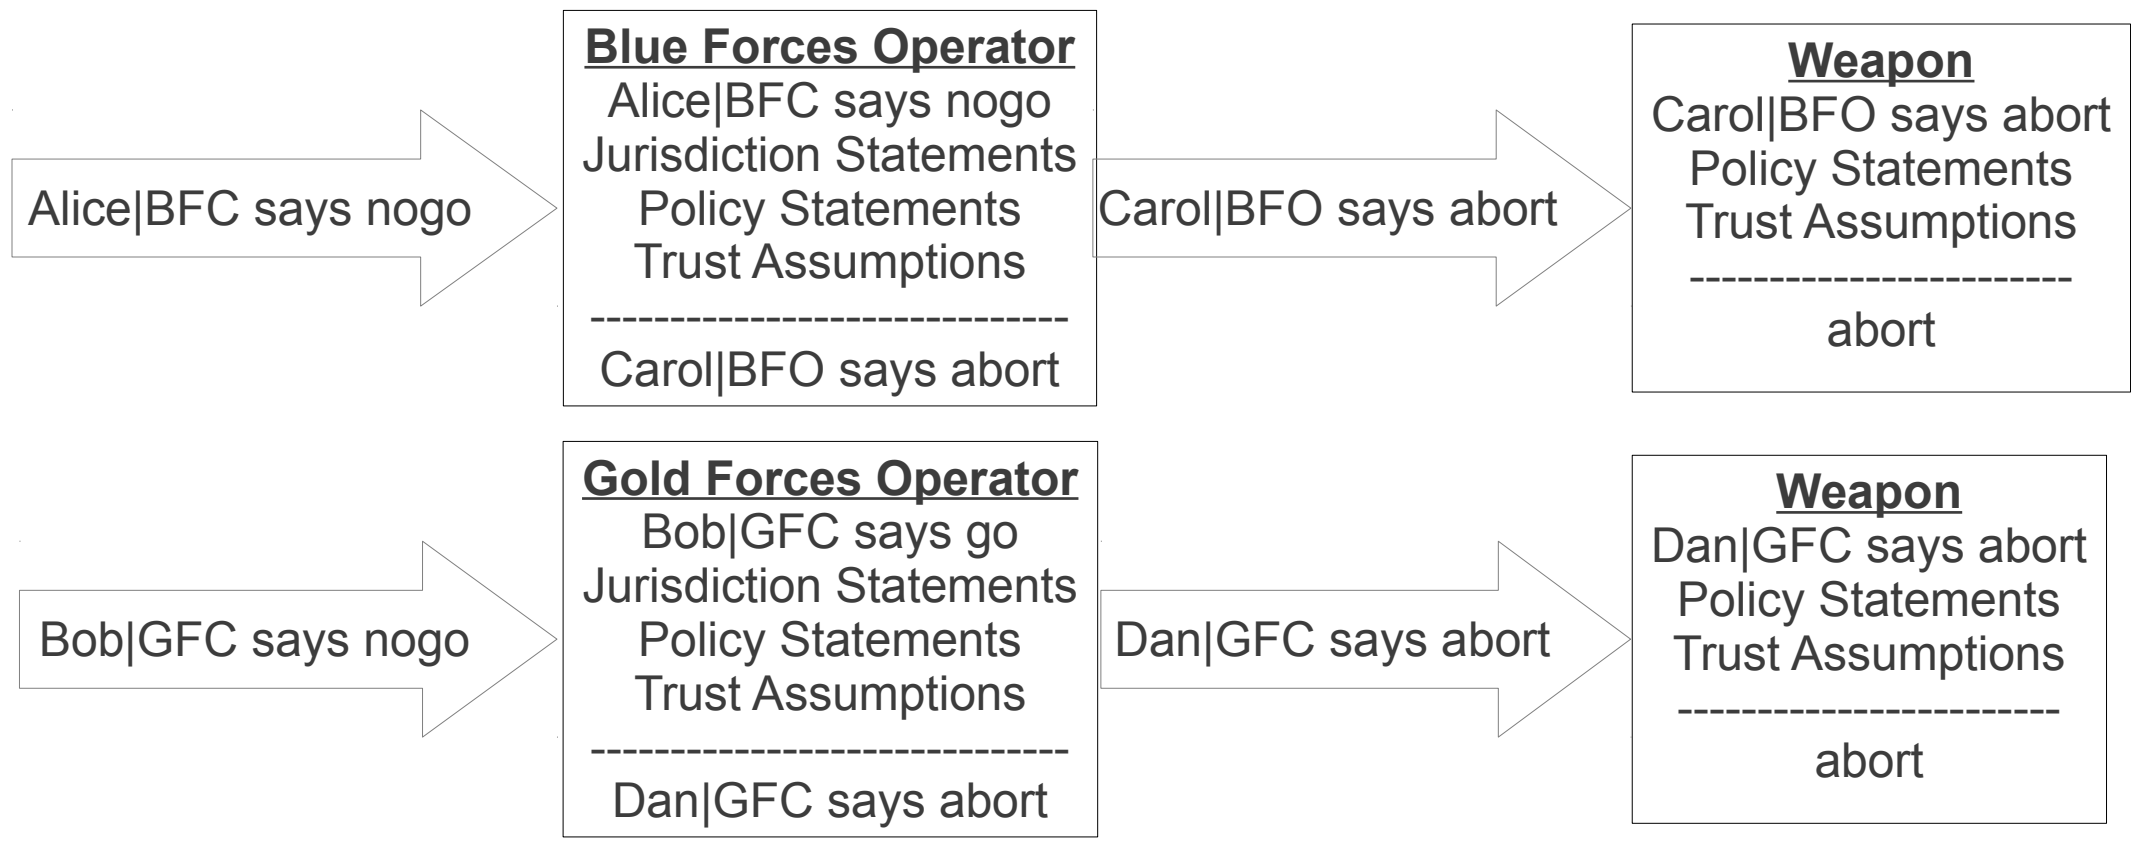 Alice|BFC says nogo
Blue Forces Operator
Alice|BFC says nogo
Jurisdiction Statements
Policy Statements
Trust Assumptions
------------------------------
Carol|BFO says abort
Carol|BFO says abort
Weapon
Carol|BFO says abort
Policy Statements
Trust Assumptions
------------------------
abort
Bob|GFC says nogo
Gold Forces Operator
Bob|GFC says go
Jurisdiction Statements
Policy Statements
Trust Assumptions
------------------------------
Dan|GFC says abort
Dan|GFC says abort
Weapon
Dan|GFC says abort
Policy Statements
Trust Assumptions
------------------------
abort